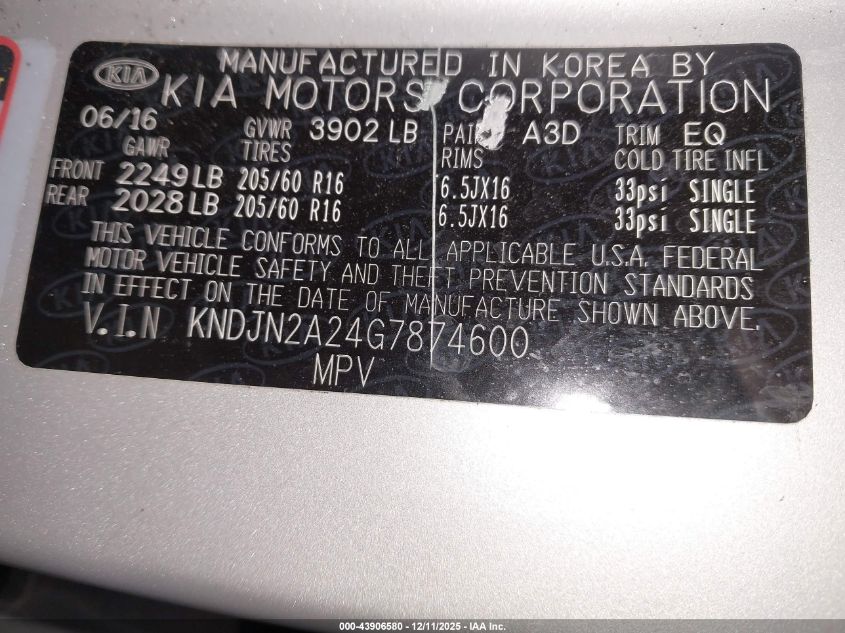 KIA
MANUFACTURED IN KOREA BY
KIA MOTORS CORPORATION
06/16 GVWR 3902 LB PAINT A3D TRIM EQ
GAWR TIRES RIMS COLD TIRE INFL
FRONT 2249 LB 205/60 R16 6.5JX16 33psi SINGLE
REAR 2028 LB 205/60 R16 6.5JX16 33psi SINGLE
THIS VEHICLE CONFORMS TO ALL APPLICABLE U.S.A. FEDERAL
MOTOR VEHICLE SAFETY AND THEFT PREVENTION STANDARDS
IN EFFECT ON THE DATE OF MANUFACTURE SHOWN ABOVE.
V.I.N KNDJN2A24G7874600
MPV
000-43906580 - 12/11/2025 - IAA Inc.